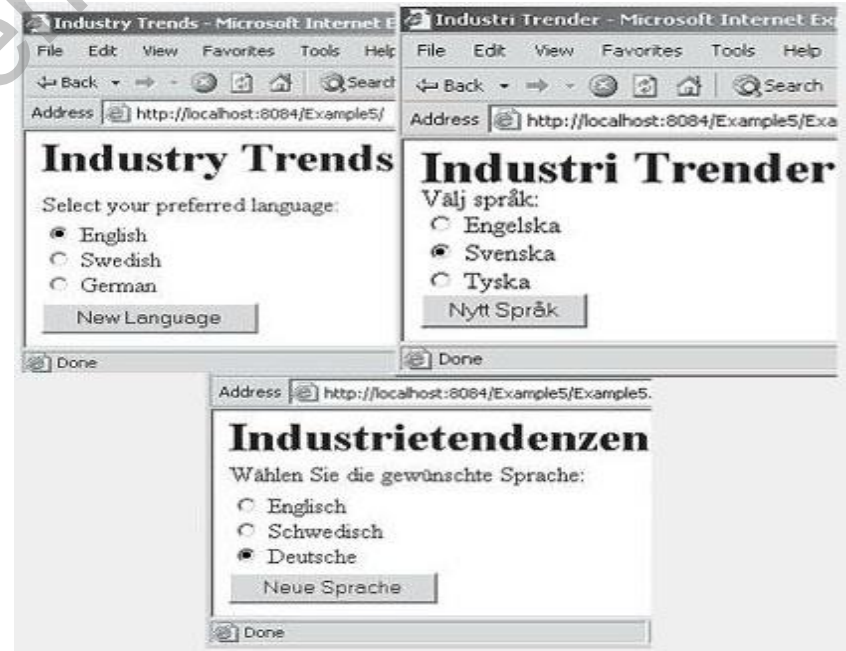 Industry Trends - Microsoft Internet E
File Edit View Favorites Tools Help
Back Search
Address http://localhost:8084/Example5/
Industry Trends
Select your preferred language:
English
Swedish
German
New Language
Done
Industri Trender - Microsoft Internet Exp
File Edit View Favorites Tools Help
Back Search
Address http://localhost:8084/Example5/Exa
Industri Trender
Välj språk:
Engelska
Svenska
Tyska
Nytt Språk
Done
Address http://localhost:8084/Example5/Example5.
Industrietendenzen
Wählen Sie die gewünschte Sprache:
Englisch
Schwedisch
Deutsche
Neue Sprache
Done